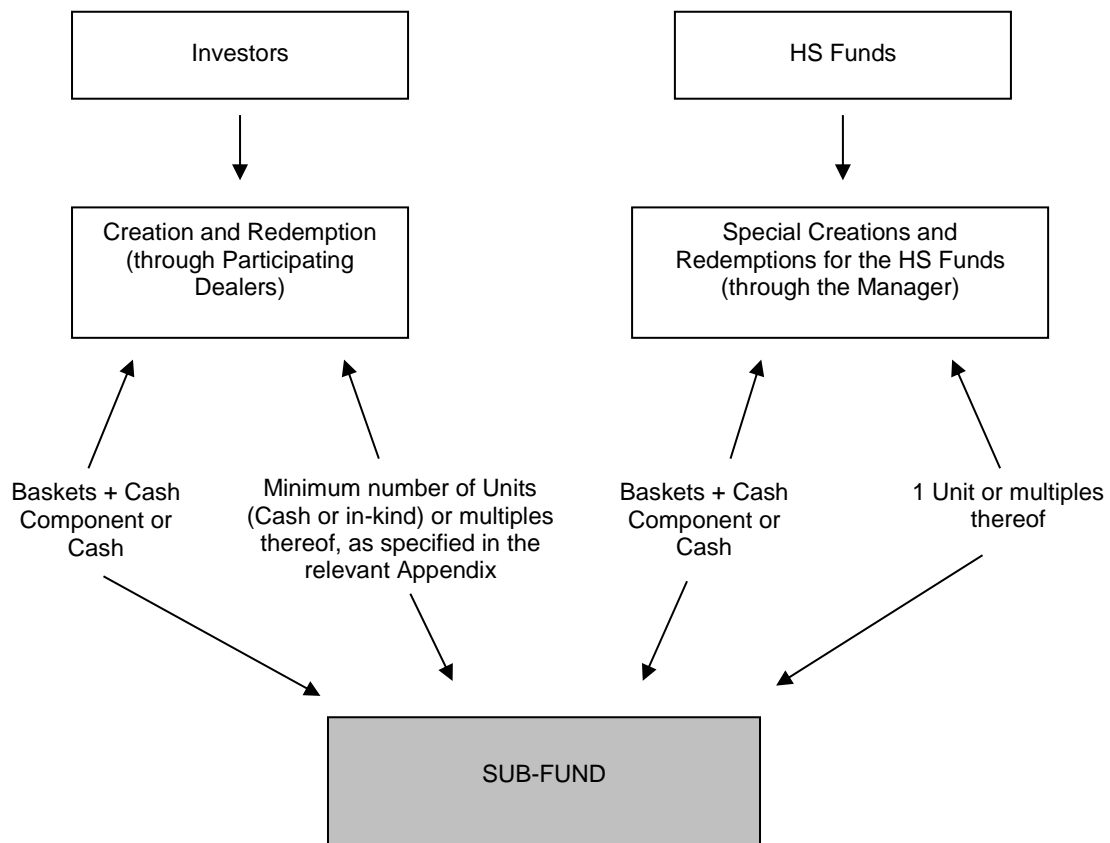 Investors
HS Funds
Creation and Redemption
(through Participating
Dealers)
Special Creations and
Redemptions for the HS Funds
(through the Manager)
Baskets + Cash
Component or
Cash
Minimum number of Units
(Cash or in-kind) or multiples
thereof, as specified in the
relevant Appendix
Baskets + Cash
Component or
Cash
1 Unit or multiples
thereof
SUB-FUND